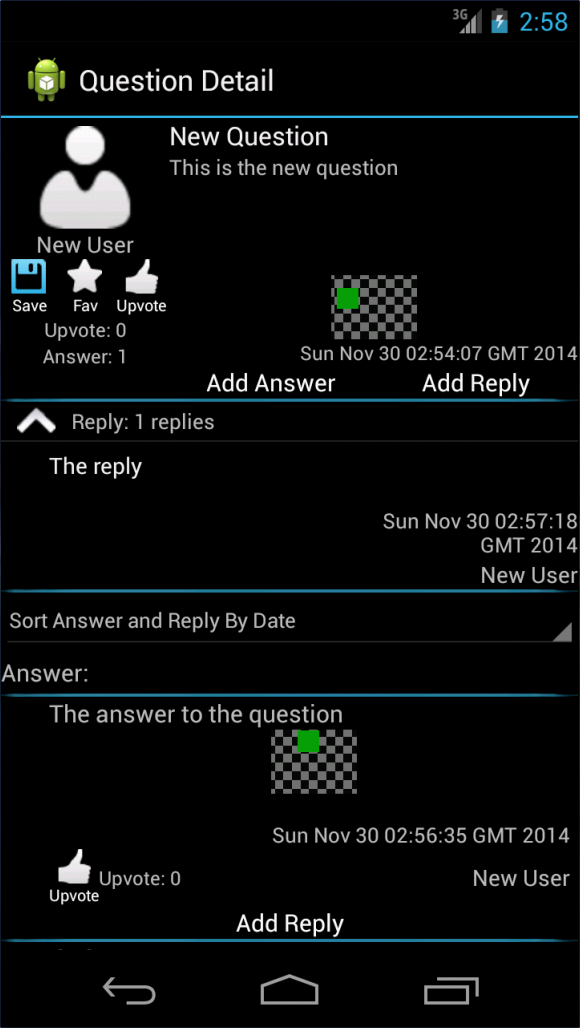 3G 2:58
Question Detail
New Question
This is the new question
New User
Save Fav Upvote
Upvote: 0
Answer: 1
Sun Nov 30 02:54:07 GMT 2014
Add Answer Add Reply
Reply: 1 replies
The reply
Sun Nov 30 02:57:18
GMT 2014
New User
Sort Answer and Reply By Date
Answer:
The answer to the question
Sun Nov 30 02:56:35 GMT 2014
Upvote: 0
New User
Upvote
Add Reply